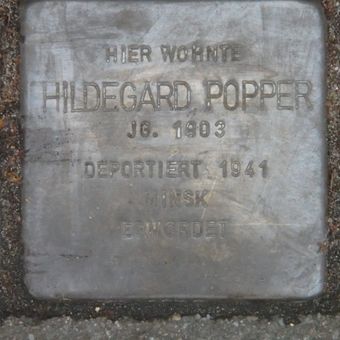 HIER WOHNTE
HILDEGARD POPPER
JG. 1903
DEPORTIERT 1941
MINSK
ERMORDET